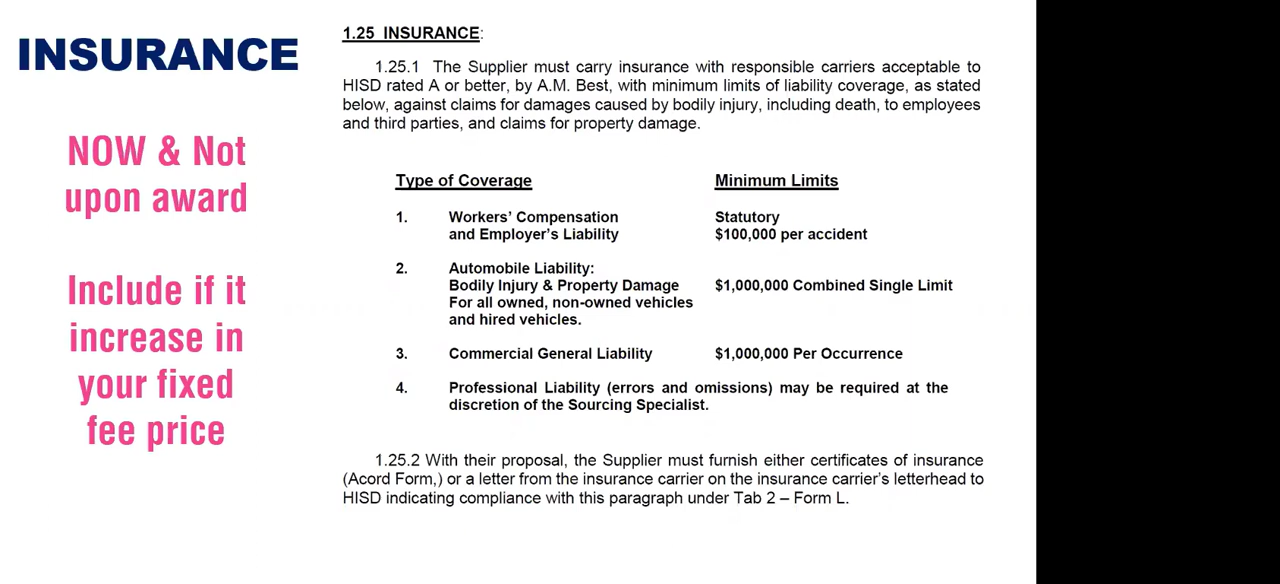 INSURANCE
NOW & Not
upon award
Include if it
increase in
your fixed
fee price
1.25 INSURANCE:
1.25.1 The Supplier must carry insurance with responsible carriers acceptable to
HISD rated A or better, by A.M. Best, with minimum limits of liability coverage, as stated
below, against claims for damages caused by bodily injury, including death, to employees
and third parties, and claims for property damage.
Type of Coverage Minimum Limits
1. Workers’ Compensation Statutory
and Employer’s Liability $100,000 per accident
2. Automobile Liability:
Bodily Injury & Property Damage $1,000,000 Combined Single Limit
For all owned, non-owned vehicles
and hired vehicles.
3. Commercial General Liability $1,000,000 Per Occurrence
4. Professional Liability (errors and omissions) may be required at the
discretion of the Sourcing Specialist.
1.25.2 With their proposal, the Supplier must furnish either certificates of insurance
(Acord Form,) or a letter from the insurance carrier on the insurance carrier’s letterhead to
HISD indicating compliance with this paragraph under Tab 2 – Form L.